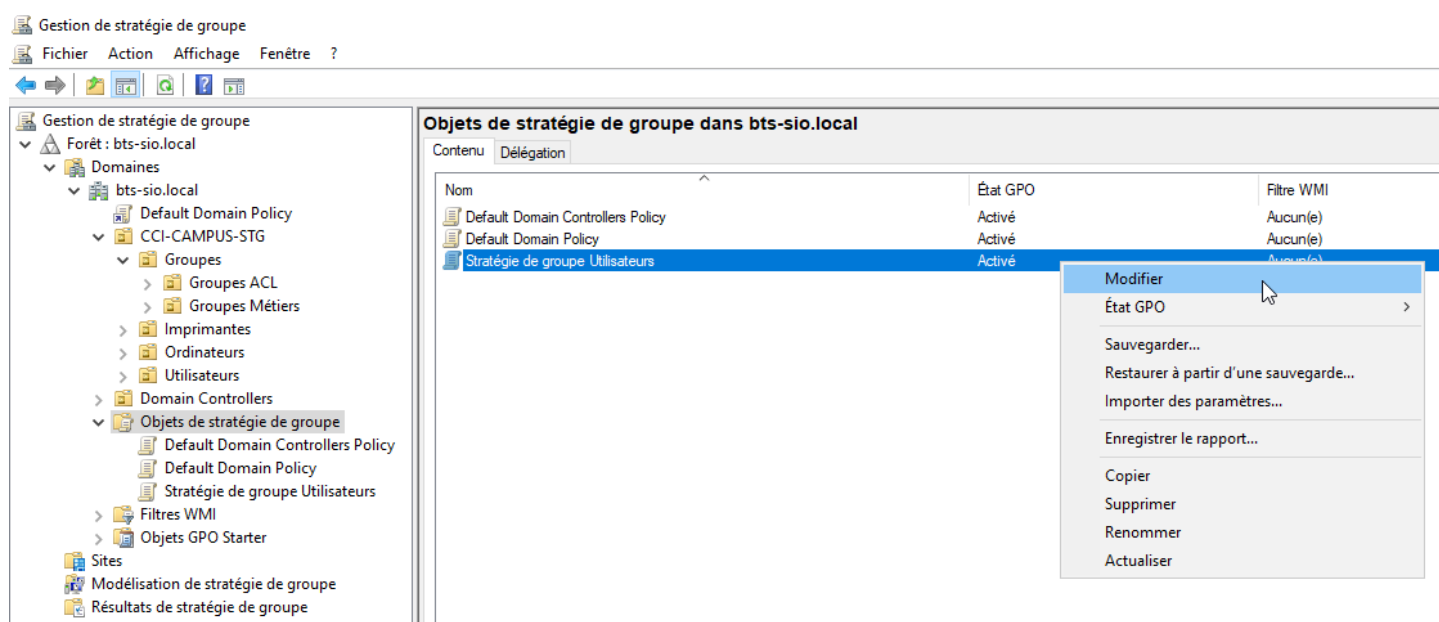 Gestion de stratégie de groupe
Fichier Action Affichage Fenêtre ?
Gestion de stratégie de groupe
Forêt : bts-sio.local
Domaines
bts-sio.local
Default Domain Policy
CCI-CAMPUS-STG
Groupes
Groupes ACL
Groupes Métiers
Imprimantes
Ordinateurs
Utilisateurs
Domain Controllers
Objets de stratégie de groupe
Default Domain Controllers Policy
Default Domain Policy
Stratégie de groupe Utilisateurs
Filtres WMI
Objets GPO Starter
Sites
Modélisation de stratégie de groupe
Résultats de stratégie de groupe
Objets de stratégie de groupe dans bts-sio.local
Contenu Délégation
Nom État GPO Filtre WMI
Default Domain Controllers Policy Activé Aucun(e)
Default Domain Policy Activé Aucun(e)
Stratégie de groupe Utilisateurs Activé Aucun(e)
Modifier
État GPO
Sauvegarder...
Restaurer à partir d'une sauvegarde...
Importer des paramètres...
Enregistrer le rapport...
Copier
Supprimer
Renommer
Actualiser